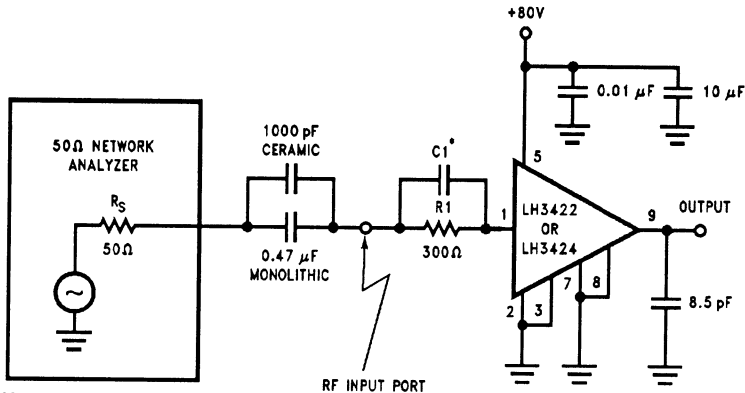 +80V
0.01 μF
10 μF
50Ω NETWORK
ANALYZER
1000 pF
CERAMIC
C1*
5
RS
R1
1
LH3422
OR
LH3424
9
OUTPUT
50Ω
0.47 μF
MONOLITHIC
300Ω
2
3
7
8
8.5 pF
RF INPUT PORT